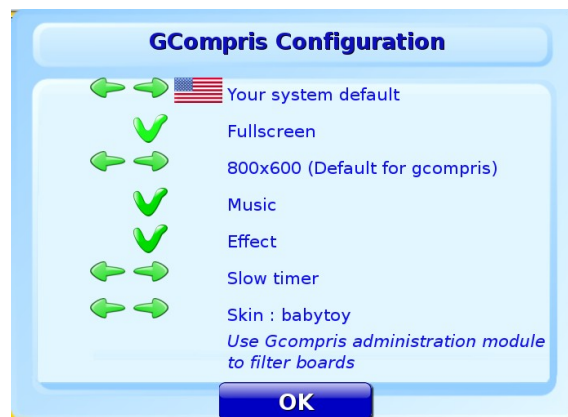 GCompris Configuration
Your system default
Fullscreen
800x600 (Default for gcompris)
Music
Effect
Slow timer
Skin : babytoy
Use Gcompris administration module
to filter boards
OK